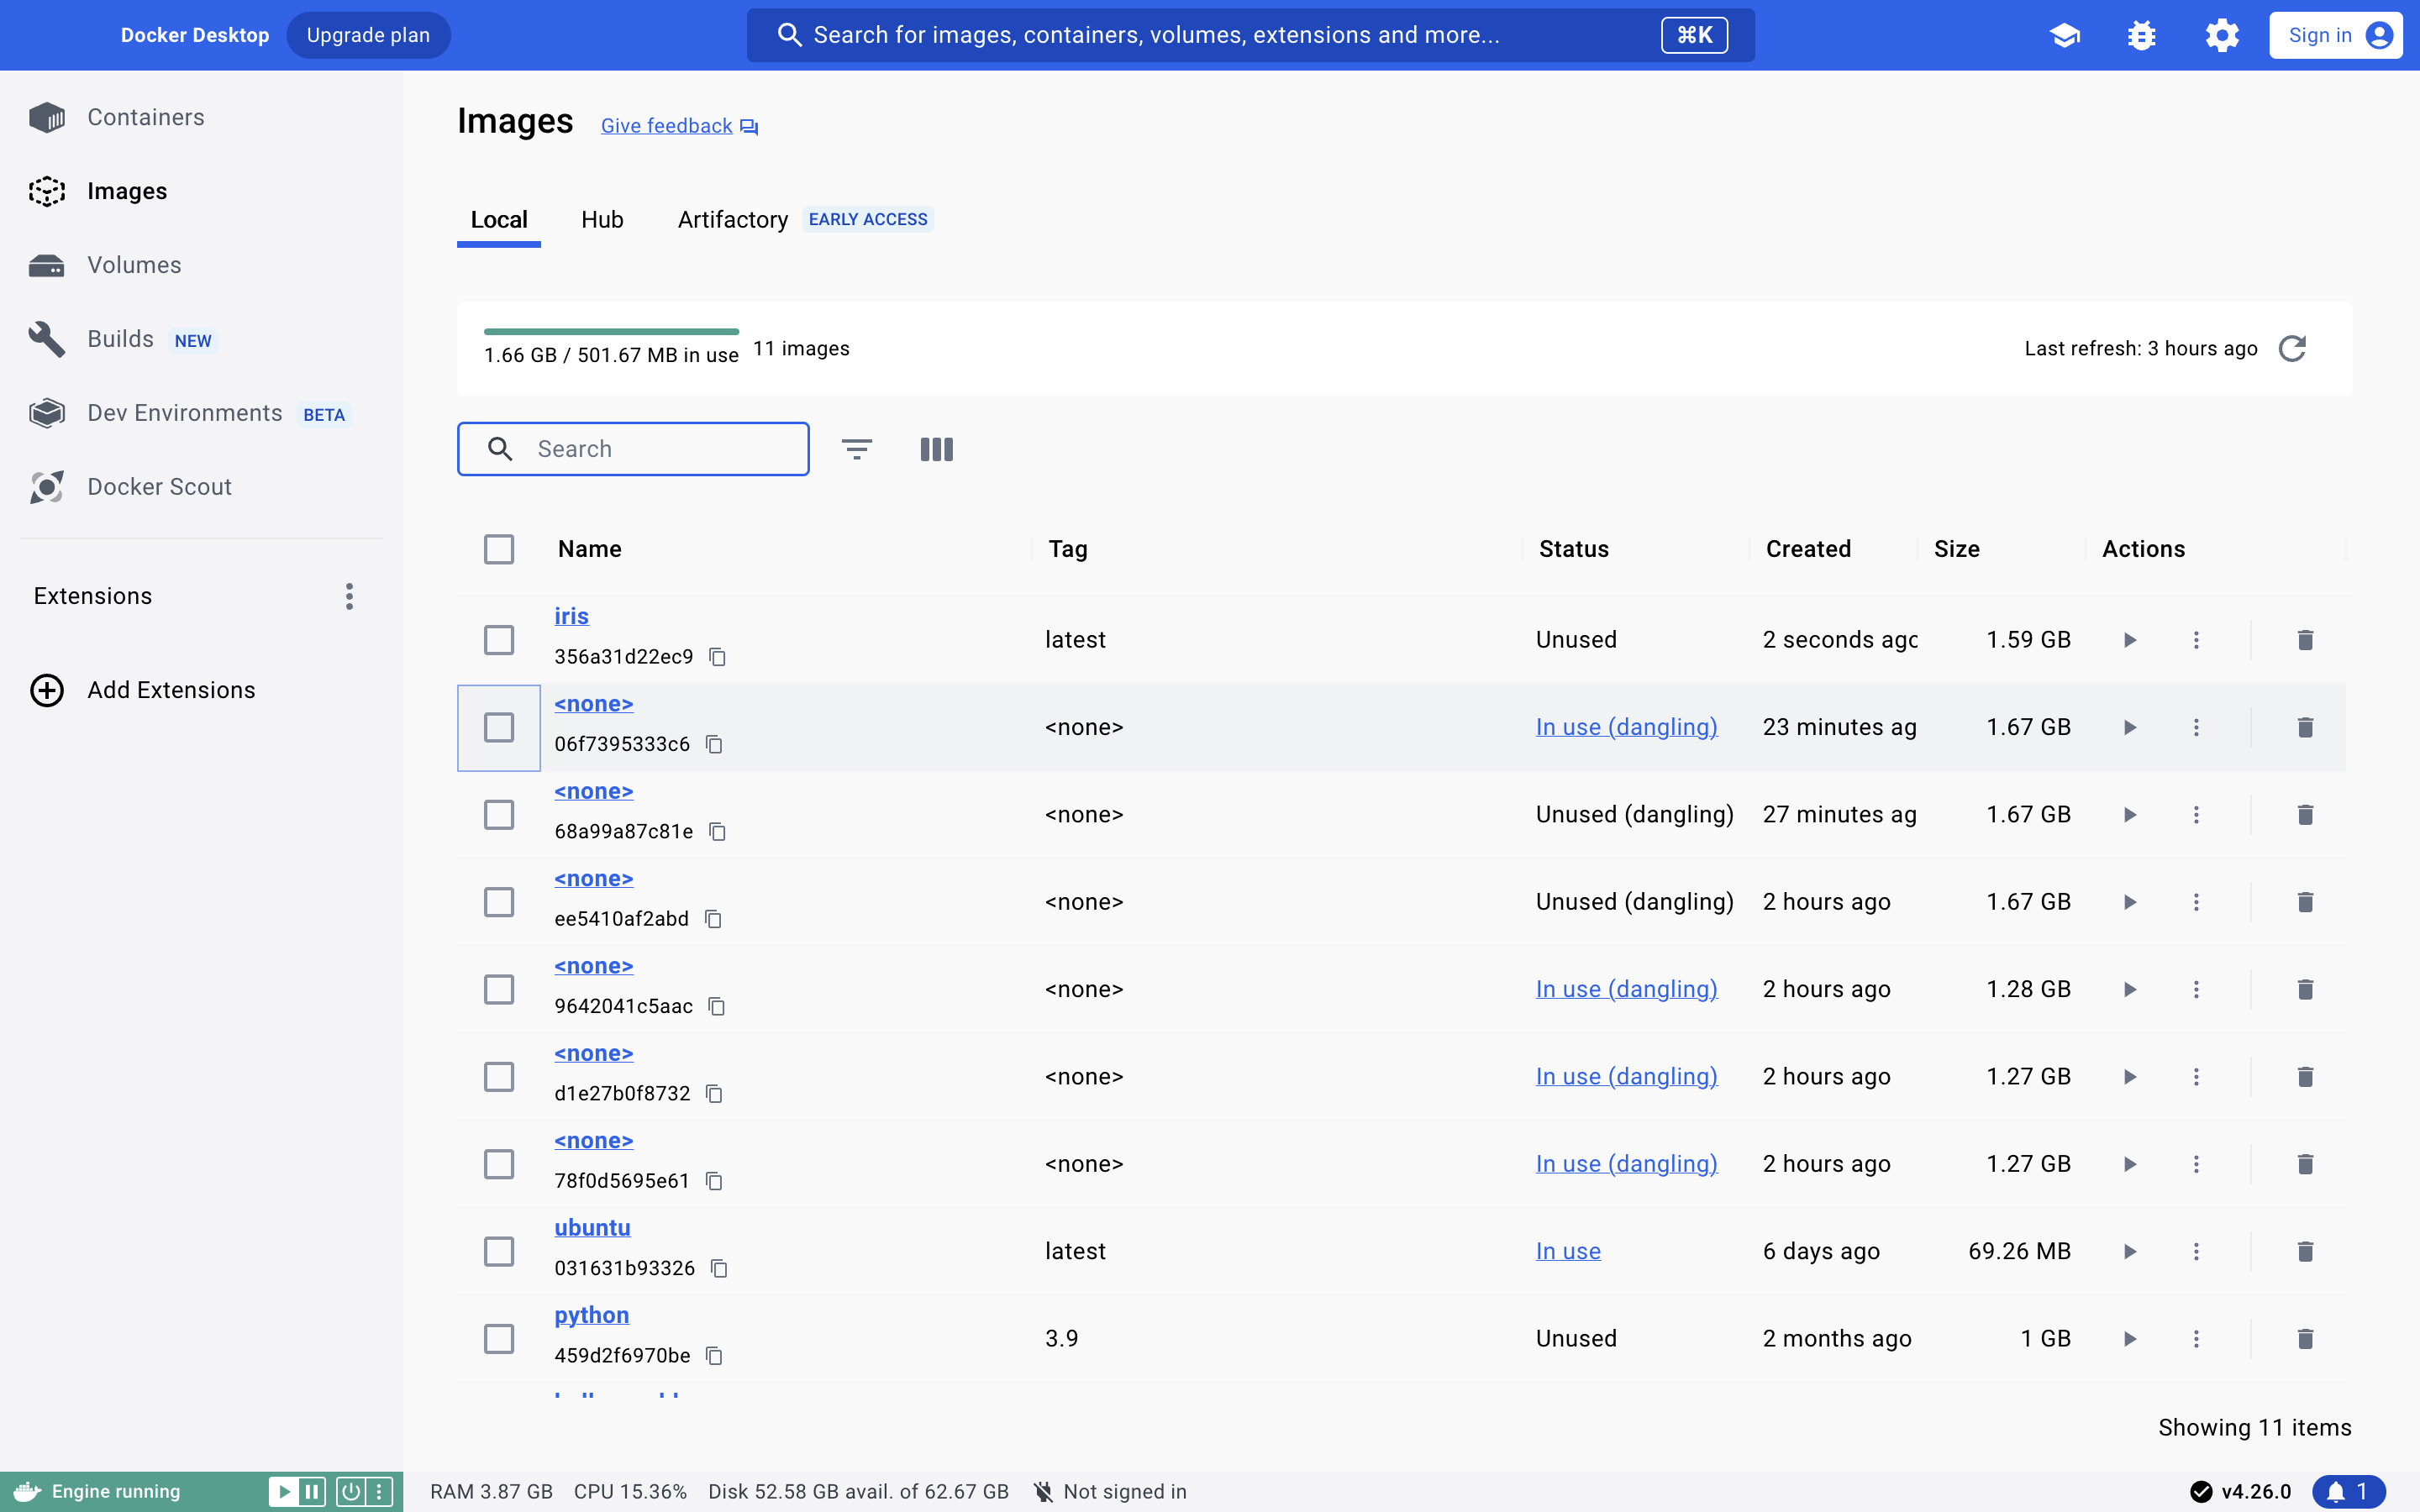 Docker Desktop
Upgrade plan
Search for images, containers, volumes, extensions and more...
⌘K
Sign in
Containers
Images
Volumes
Builds NEW
Dev Environments BETA
Docker Scout
Extensions
Add Extensions
Images Give feedback
Local Hub Artifactory EARLY ACCESS
1.66 GB / 501.67 MB in use 11 images
Last refresh: 3 hours ago
Search
Name Tag Status Created Size Actions
iris
356a31d22ec9
latest Unused 2 seconds ago 1.59 GB
<none>
06f7395333c6
<none> In use (dangling) 23 minutes ag 1.67 GB
<none>
68a99a87c81e
<none> Unused (dangling) 27 minutes ag 1.67 GB
<none>
ee5410af2abd
<none> Unused (dangling) 2 hours ago 1.67 GB
<none>
9642041c5aac
<none> In use (dangling) 2 hours ago 1.28 GB
<none>
d1e27b0f8732
<none> In use (dangling) 2 hours ago 1.27 GB
<none>
78f0d5695e61
<none> In use (dangling) 2 hours ago 1.27 GB
ubuntu
031631b93326
latest In use 6 days ago 69.26 MB
python
459d2f6970be
3.9 Unused 2 months ago 1 GB
Showing 11 items
Engine running
RAM 3.87 GB CPU 15.36% Disk 52.58 GB avail. of 62.67 GB Not signed in
v4.26.0
1